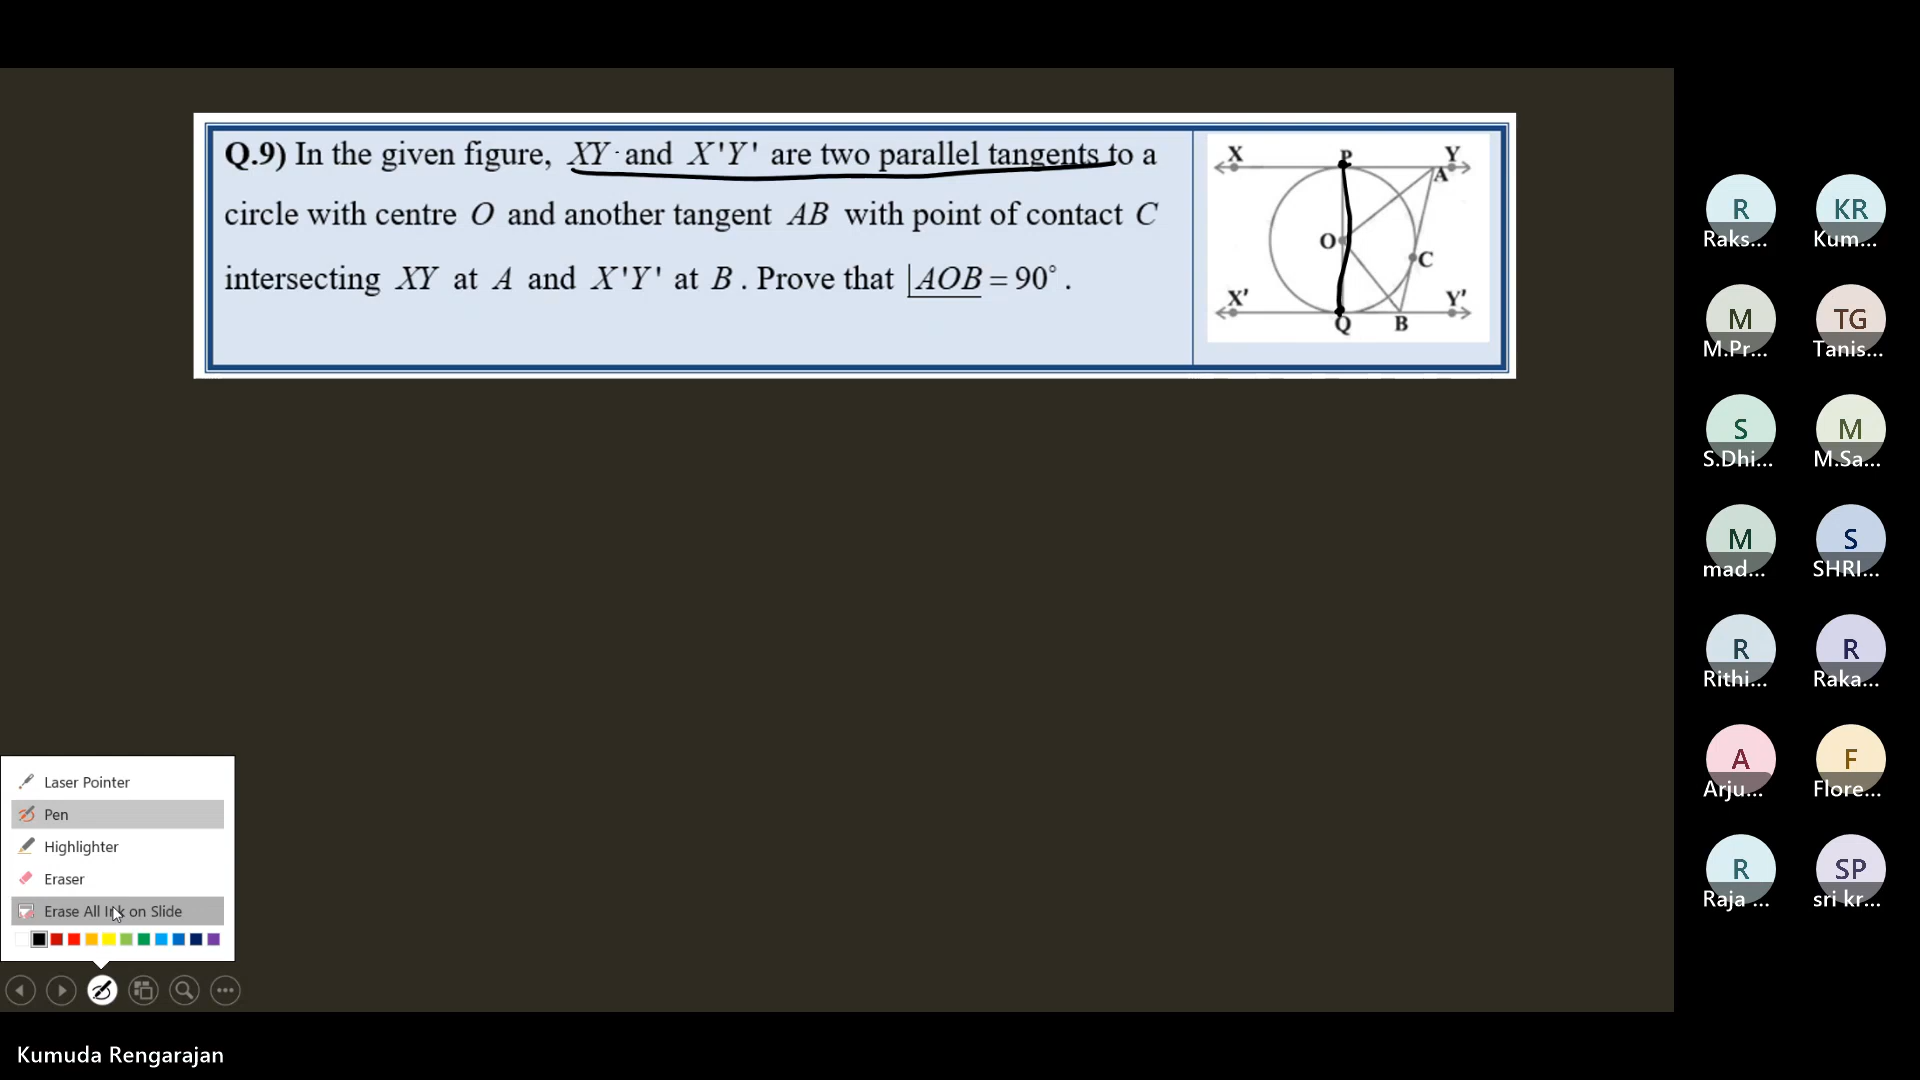 Q.9) In the given figure, XY and X'Y' are two parallel tangents to a
circle with centre O and another tangent AB with point of contact C
intersecting XY at A and X'Y' at B. Prove that |AOB = 90°.
X P Y
A
O
C
X' Y'
Q B
R KR
Raks... Kum...
M TG
M.Pr... Tanis...
S M
S.Dhi... M.Sa...
M S
mad... SHRI...
R R
Rithi... Raka...
A F
Arju... Flore...
R SP
Raja ... sri kr...
Laser Pointer
Pen
Highlighter
Eraser
Erase All Ink on Slide
Kumuda Rengarajan